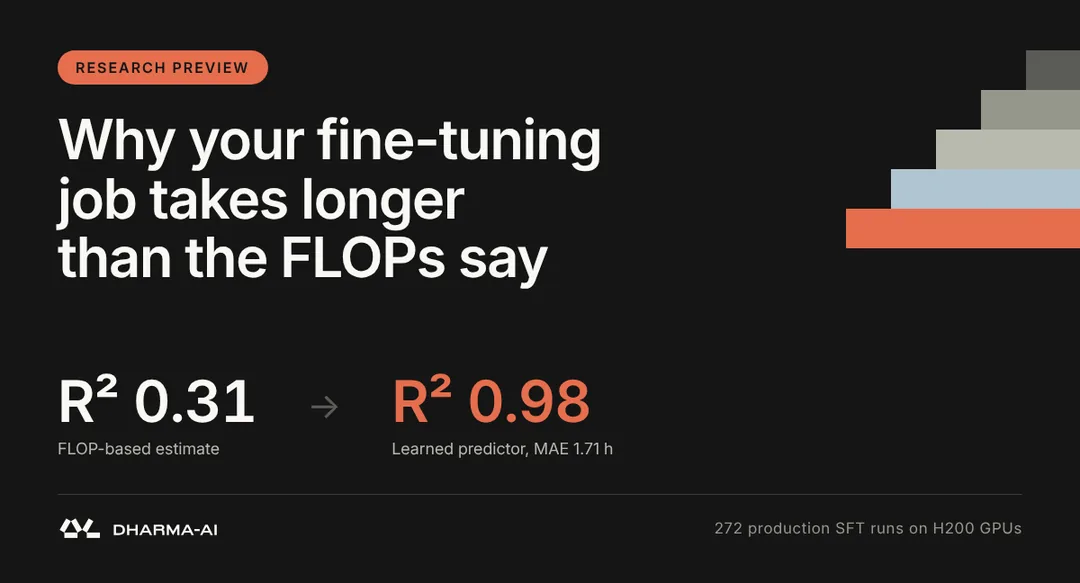 RESEARCH PREVIEW
Why your fine-tuning
job takes longer
than the FLOPs say
R² 0.31 → R² 0.98
FLOP-based estimate
Learned predictor, MAE 1.71 h
DHARMA-AI
272 production SFT runs on H200 GPUs